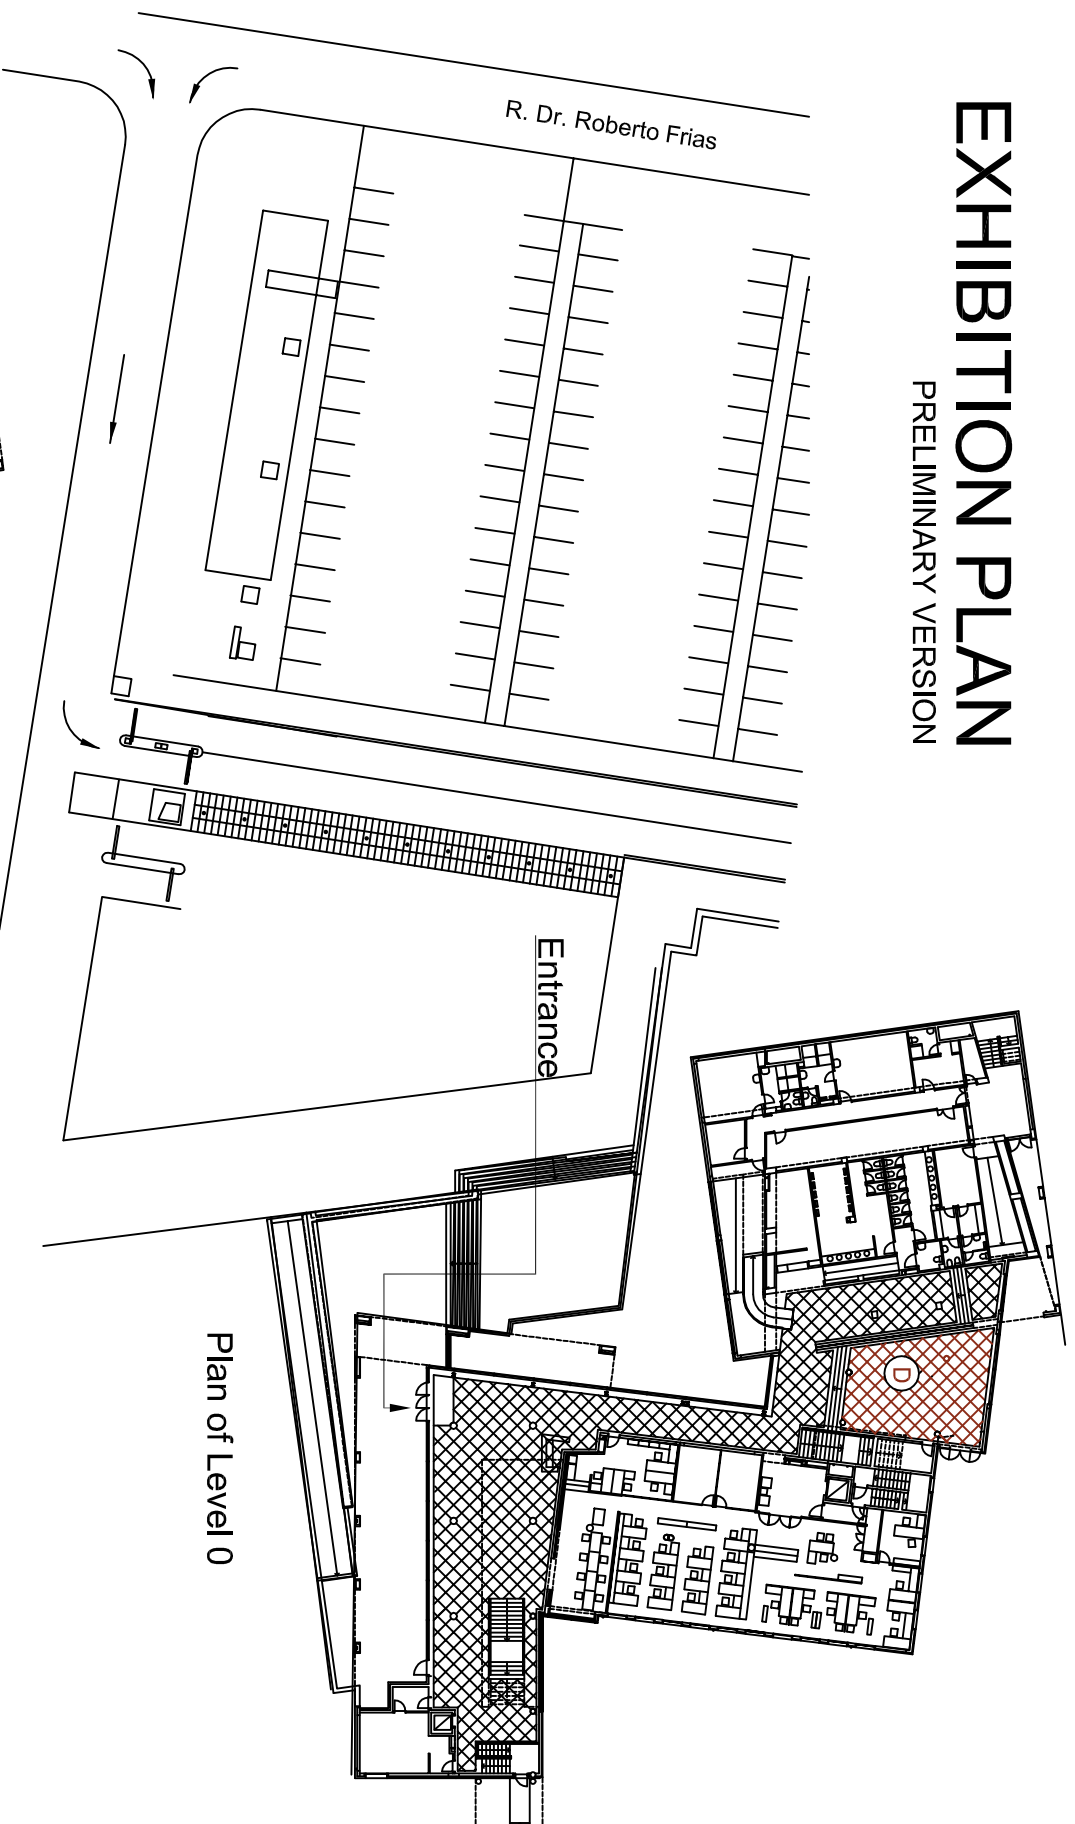 EXHIBITION PLAN
PRELIMINARY VERSION
R. Dr. Roberto Frias
Entrance
D
Plan of Level 0